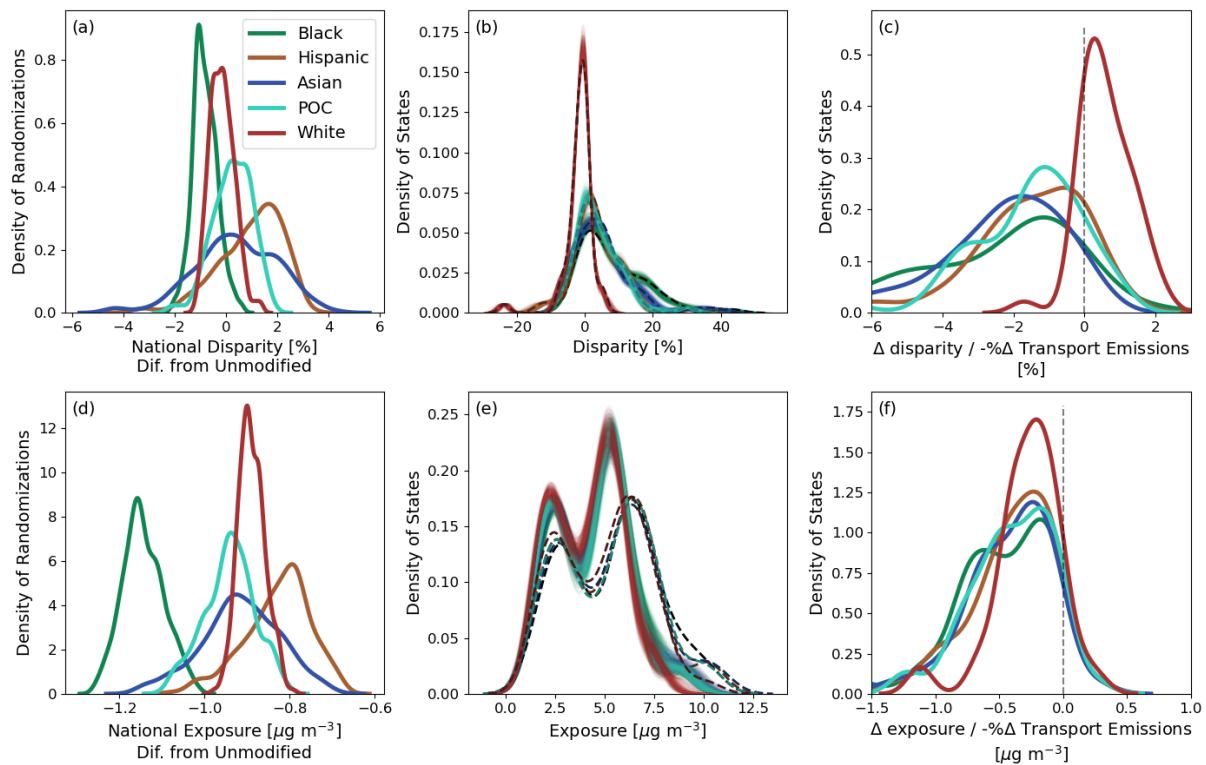 (a)
Black
Hispanic
Asian
POC
White
Density of Randomizations
0.0
0.2
0.4
0.6
0.8
−6
−4
−2
0
2
4
6
National Disparity [%]
Dif. from Unmodified
(b)
Density of States
0.000
0.025
0.050
0.075
0.100
0.125
0.150
0.175
−20
0
20
40
Disparity [%]
(c)
Density of States
0.0
0.1
0.2
0.3
0.4
0.5
−6
−4
−2
0
2
Δ disparity / -%Δ Transport Emissions
[%]
(d)
Density of Randomizations
0
2
4
6
8
10
12
−1.2
−1.0
−0.8
−0.6
National Exposure [μg m⁻³]
Dif. from Unmodified
(e)
Density of States
0.00
0.05
0.10
0.15
0.20
0.25
0.0
2.5
5.0
7.5
10.0
12.5
Exposure [μg m⁻³]
(f)
Density of States
0.00
0.25
0.50
0.75
1.00
1.25
1.50
1.75
−1.5
−1.0
−0.5
0.0
0.5
1.0
Δ exposure / -%Δ Transport Emissions
[μg m⁻³]